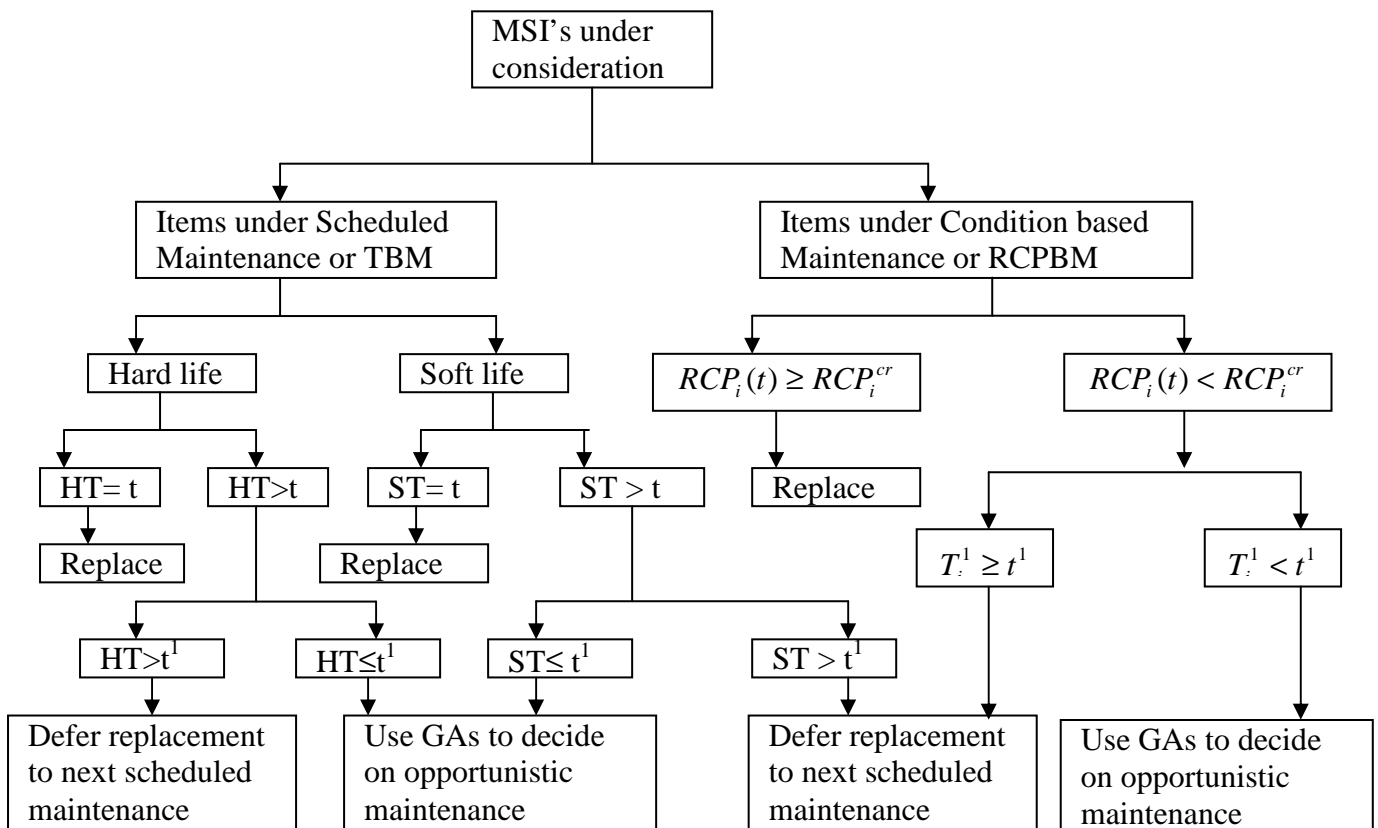 MSI's under
consideration
Items under Scheduled
Maintenance or TBM
Items under Condition based
Maintenance or RCPBM
Hard life
Soft life
RCP_i(t) ≥ RCP_i^{cr}
RCP_i(t) < RCP_i^{cr}
HT= t
HT>t
ST= t
ST > t
Replace
Replace
Replace
T_i^1 ≥ t^1
T_i^1 < t^1
HT>t^1
HT≤t^1
ST≤ t^1
ST > t^1
Defer replacement
to next scheduled
maintenance
Use GAs to decide
on opportunistic
maintenance
Defer replacement
to next scheduled
maintenance
Use GAs to decide
on opportunistic
maintenance